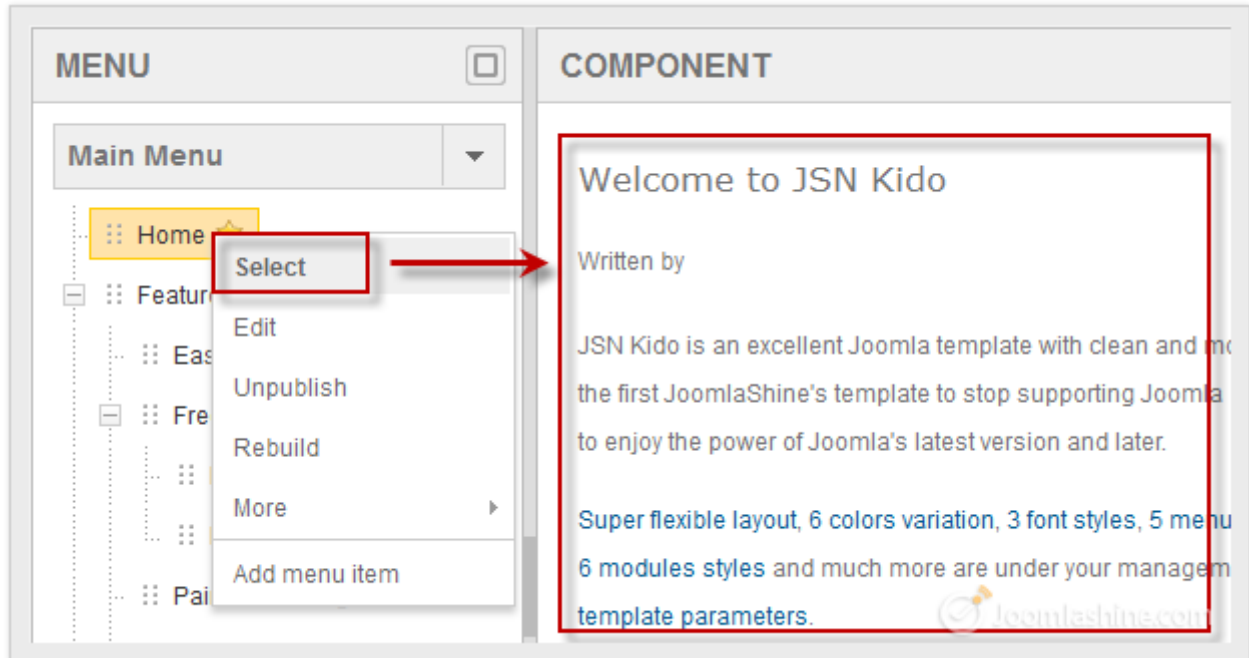 MENU
COMPONENT
Main Menu
Home
Select
Edit
Unpublish
Rebuild
More
Add menu item
Featur
Eas
Fre
Pai
Welcome to JSN Kido
Written by
JSN Kido is an excellent Joomla template with clean and mo
the first JoomlaShine's template to stop supporting Joomla
to enjoy the power of Joomla's latest version and later.
Super flexible layout, 6 colors variation, 3 font styles, 5 menu
6 modules styles and much more are under your managem
template parameters.
Joomlashine.com